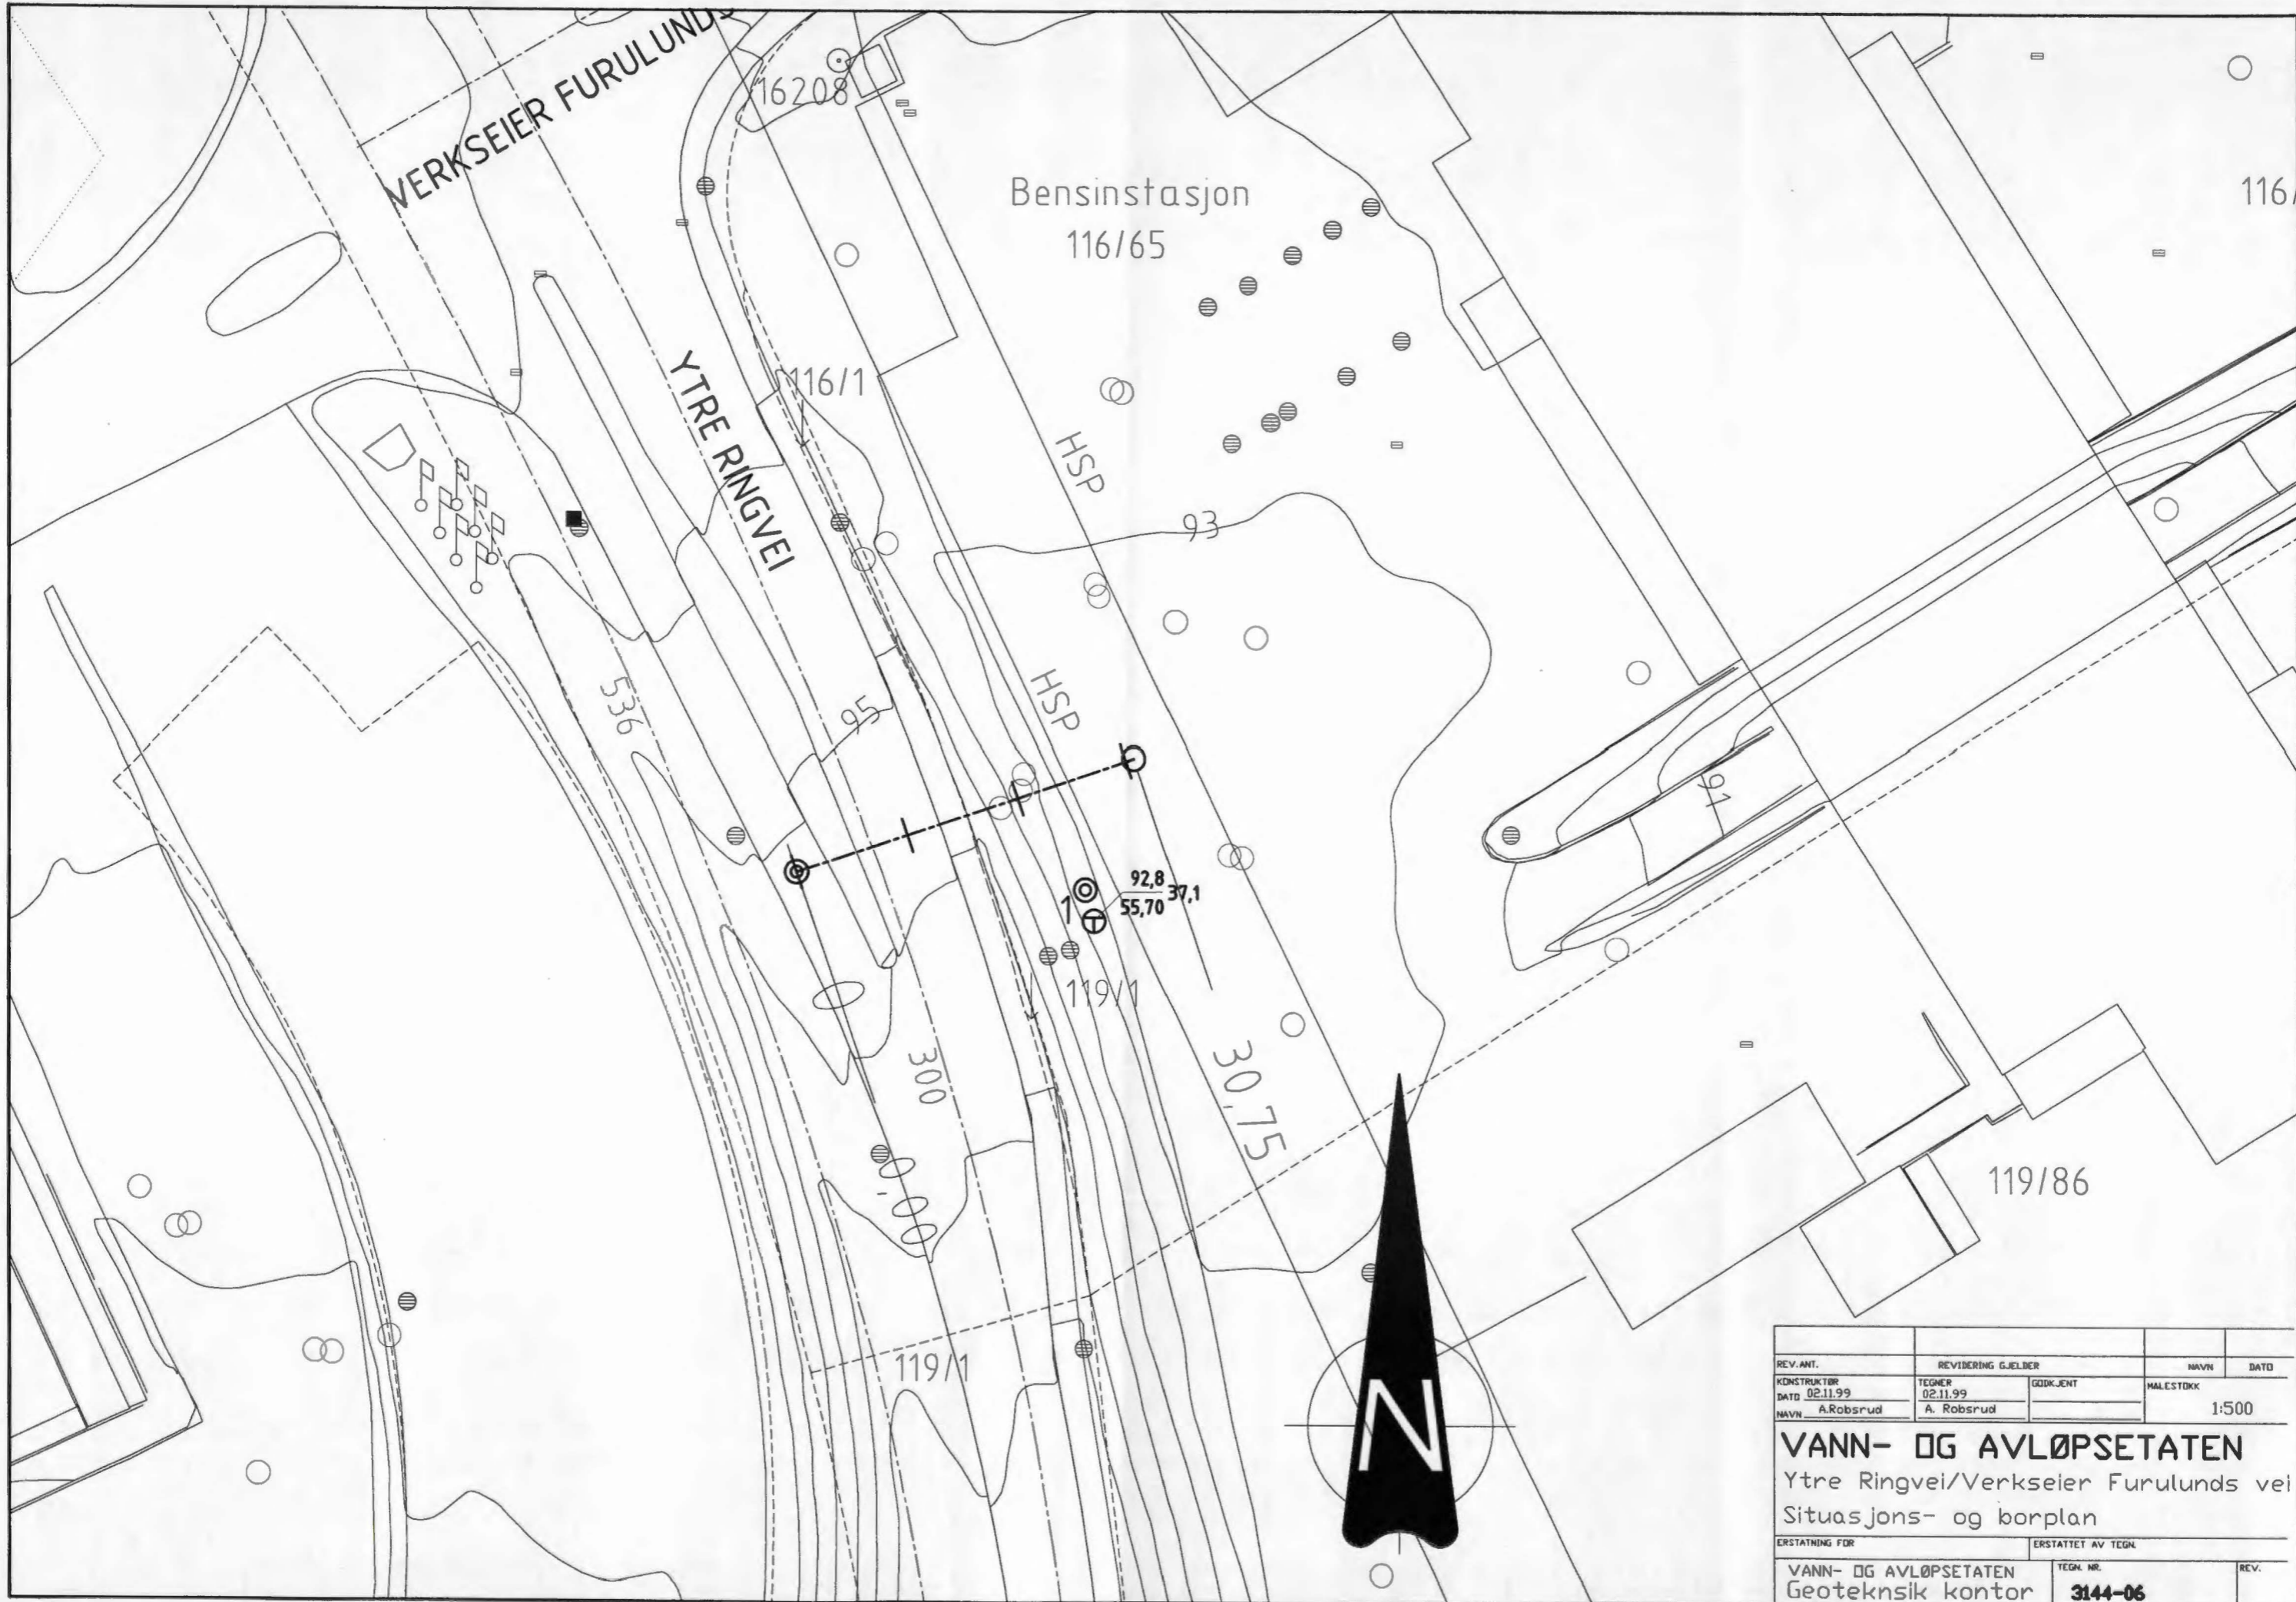 VERKSEIER FURULUNDS
16208
Bensinstasjon
116/65
116/
116/1
YTRE RINGVEI
HSP
93
536
95
HSP
91
92,8
55,70
37,1
1
119/1
300
30,75
119/86
119/1
N
REV.ANT.
REVIDERING GJELDER
NAVN
DATO
KONSTRUKTØR
DATO 02.11.99
NAVN A.Robsrud
TEGNER
02.11.99
A. Robsrud
GODKJENT
MALESTOKK
1:500
VANN- OG AVLØPSETATEN
Ytre Ringvei/Verkseier Furulunds vei
Situasjons- og borplan
ERSTATNING FOR
ERSTATTET AV TEGN.
VANN- OG AVLØPSETATEN
Geoteknsik kontor
TEGN. NR.
3144-06
REV.